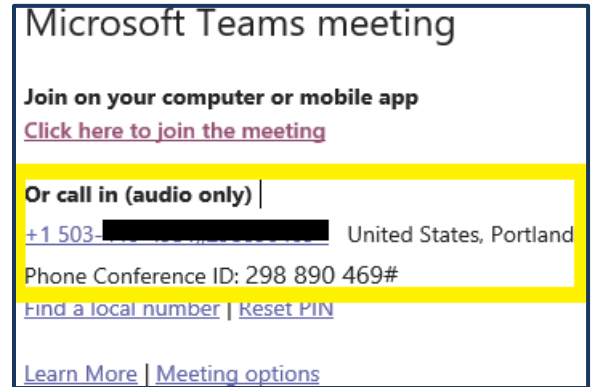 Microsoft Teams meeting
Join on your computer or mobile app
Click here to join the meeting
Or call in (audio only)
+1 503- United States, Portland
Phone Conference ID: 298 890 469#
Find a local number | Reset PIN
Learn More | Meeting options